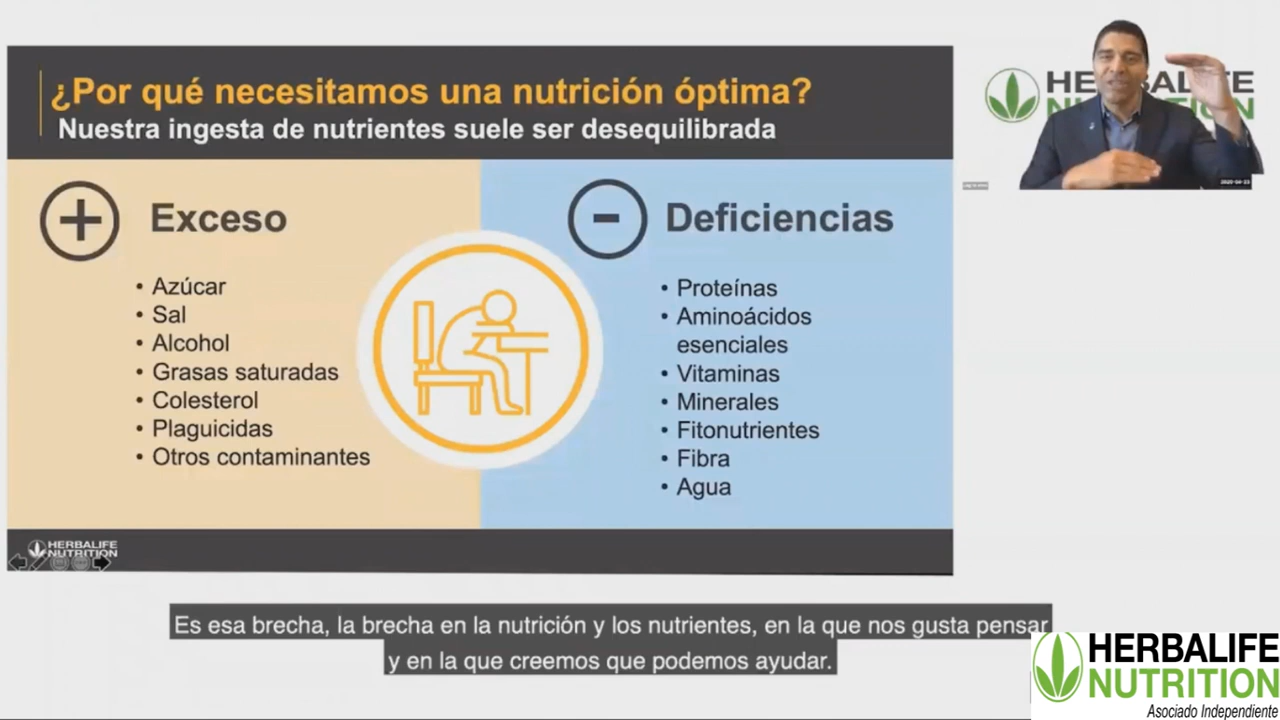 ¿Por qué necesitamos una nutrición óptima?
Nuestra ingesta de nutrientes suele ser desequilibrada
Exceso
• Azúcar
• Sal
• Alcohol
• Grasas saturadas
• Colesterol
• Plaguicidas
• Otros contaminantes
Deficiencias
• Proteínas
• Aminoácidos
esenciales
• Vitaminas
• Minerales
• Fitonutrientes
• Fibra
• Agua
HERBALIFE
NUTRITION
HERBALIFE
NUTRITION
2020-04-23
Es esa brecha, la brecha en la nutrición y los nutrientes, en la que nos gusta pensar
y en la que creemos que podemos ayudar.
HERBALIFE
NUTRITION
Asociado Independiente